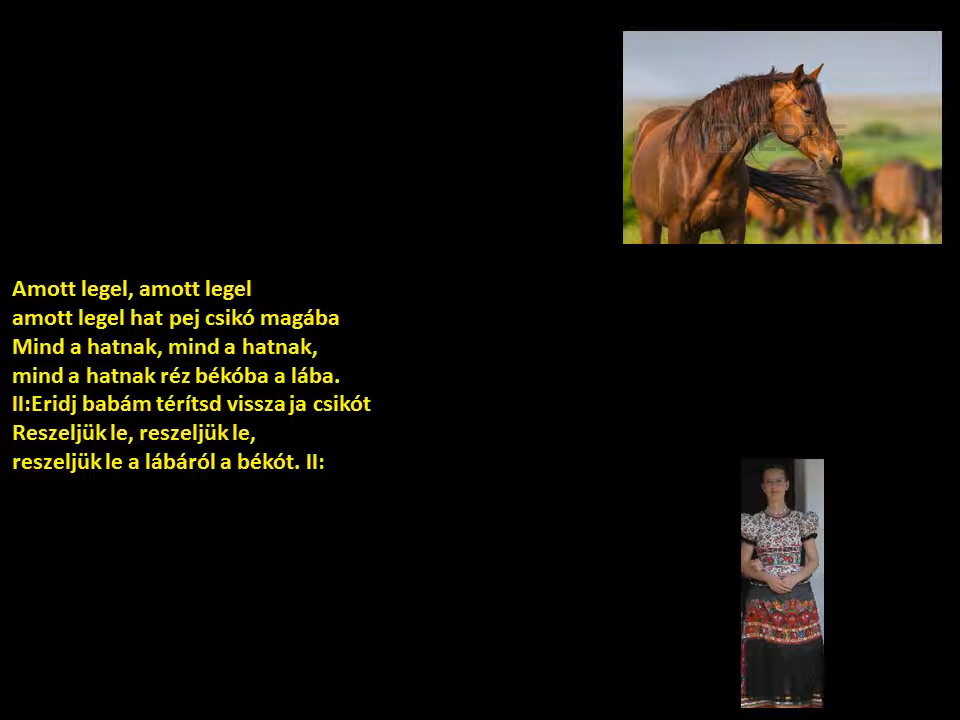 Amott legel, amott legel
amott legel hat pej csikó magába
Mind a hatnak, mind a hatnak,
mind a hatnak réz békóba a lába.
II:Eridj babám térítsd vissza ja csikót
Reszeljük le, reszeljük le,
reszeljük le a lábáról a békót. II: